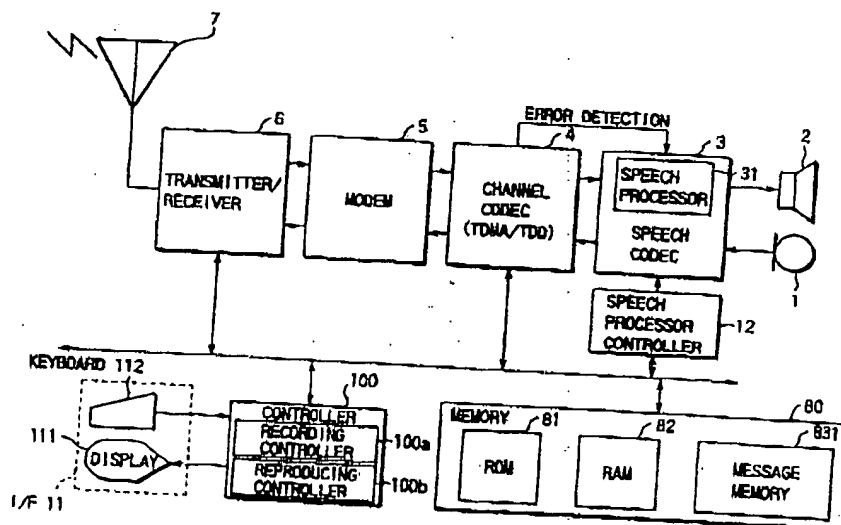 7
6
5
ERROR DETECTION
4
3
2
TRANSMITTER/
RECEIVER
MODEM
CHANNEL
CODEC
(TDMA/TDD)
SPEECH
PROCESSOR
31
SPEECH
CODEC
1
SPEECH
PROCESSOR
CONTROLLER
12
KEYBOARD 112
100
CONTROLLER
RECORDING
CONTROLLER
100a
REPRODUCING
CONTROLLER
100b
111
DISPLAY
I/F 11
MEMORY
80
81
ROM
82
RAM
831
MESSAGE
MEMORY